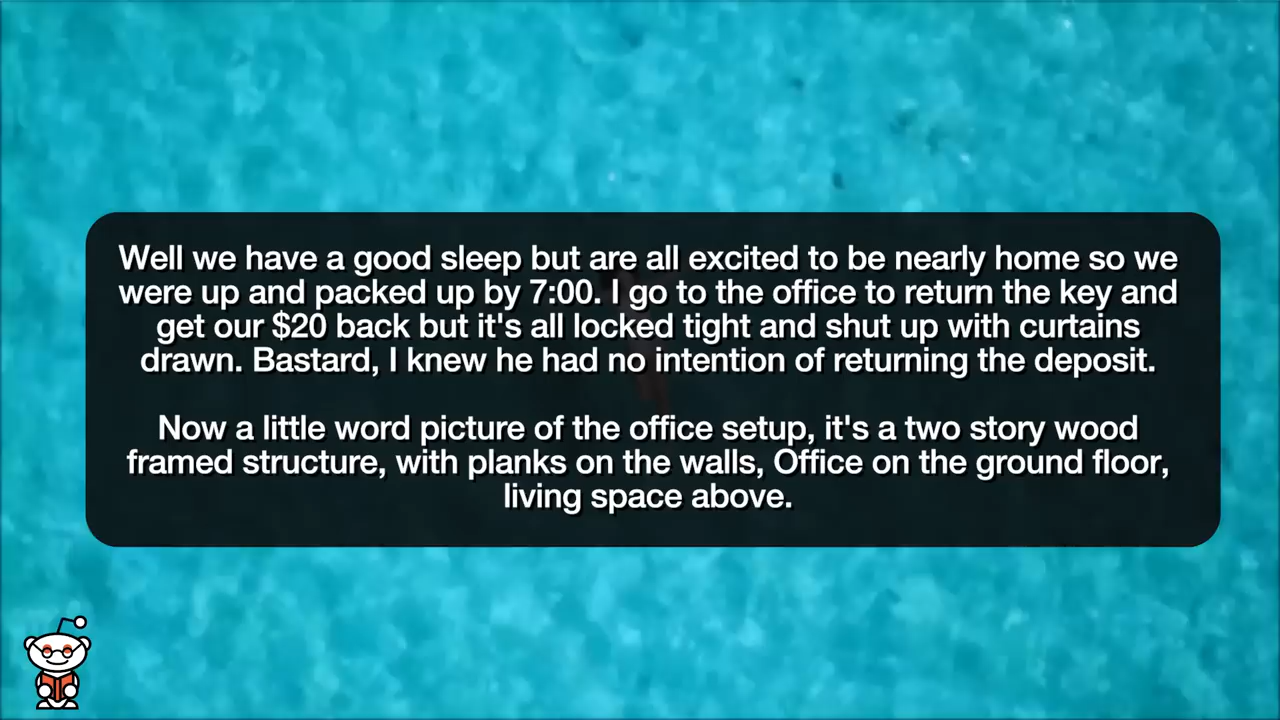 Well we have a good sleep but are all excited to be nearly home so we
were up and packed up by 7:00. I go to the office to return the key and
get our $20 back but it's all locked tight and shut up with curtains
drawn. Bastard, I knew he had no intention of returning the deposit.
Now a little word picture of the office setup, it's a two story wood
framed structure, with planks on the walls, Office on the ground floor,
living space above.